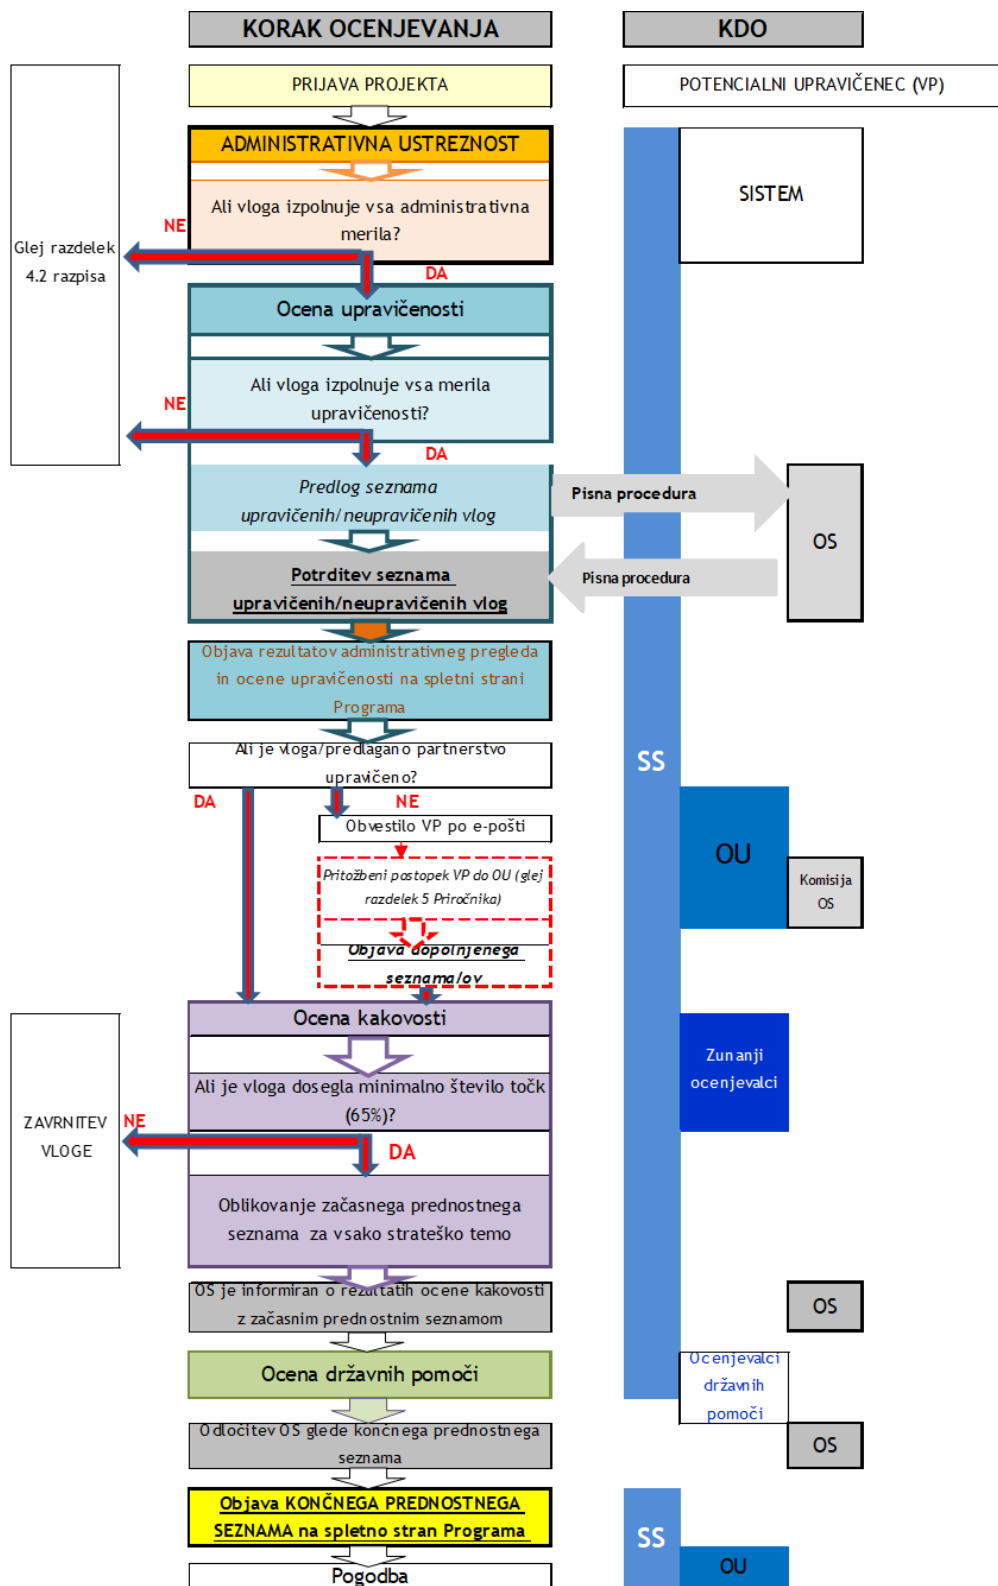 KORAK OCENJEVANJA
KDO
PRIJAVA PROJEKTA
POTENCIALNI UPRAVIČENEC (VP)
ADMINISTRATIVNA USTREZNOST
SISTEM
Ali vloga izpolnuje vsa administrativna
merila?
NE
DA
Glej razdelek
4.2 razpisa
Ocena upravičenosti
Ali vloga izpolnuje vsa merila
upravičenosti?
NE
DA
Predlog seznama
upravičenih/neupravičenih vlog
Pisna procedura
OS
Potrditev seznama
upravičenih/neupravičenih vlog
Pisna procedura
Objava rezultatov administrativneg pregleda
in ocene upravičenosti na spletni strani
Programa
Ali je vloga/predlagano partnerstvo
upravičeno?
SS
DA
NE
Obvestilo VP po e-pošti
OU
Pritožbeni postopek VP do OU (glej
razdelek 5 Priročnika)
Komisija
OS
Objava dopolnjenega
seznama/ov
Ocena kakovosti
Zunanji
ocenjevalci
Ali je vloga dosegla minimalno število točk
(65%)?
ZAVRNITEV
VLOGE
NE
DA
Oblikovanje začasnega prednostnega
seznama za vsako strateško temo
OS je informiran o rezultatih ocene kakovosti
z začasnim prednostnim seznamom
OS
Ocena državnih pomoči
Ocenjevalci
državnih
pomoči
Odločitev OS glede končnega prednostnega
seznama
OS
Objava KONČNEGA PREDNOSTNEGA
SEZNAMA na spletno stran Programa
SS
OU
Pogodba